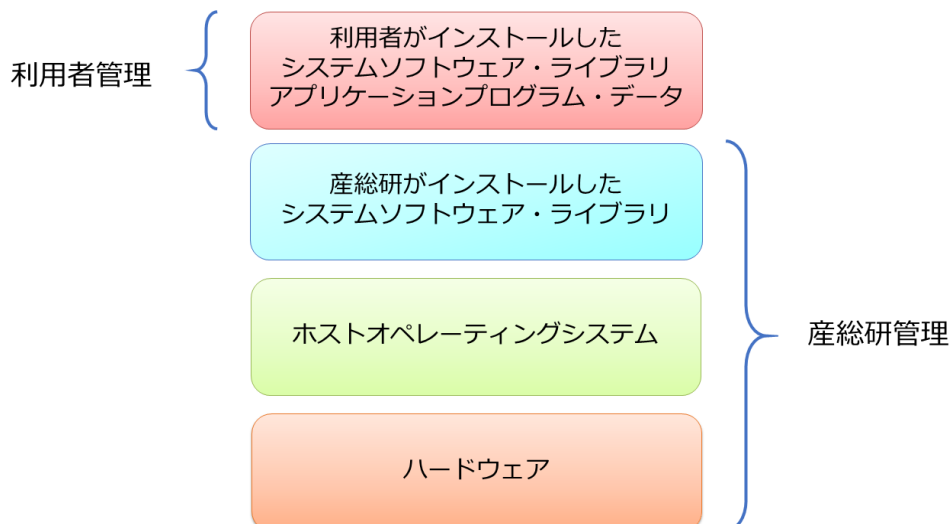 利用者管理
利用者がインストールした
システムソフトウェア・ライブラリ
アプリケーションプログラム・データ
産総研がインストールした
システムソフトウェア・ライブラリ
ホストオペレーティングシステム
産総研管理
ハードウェア